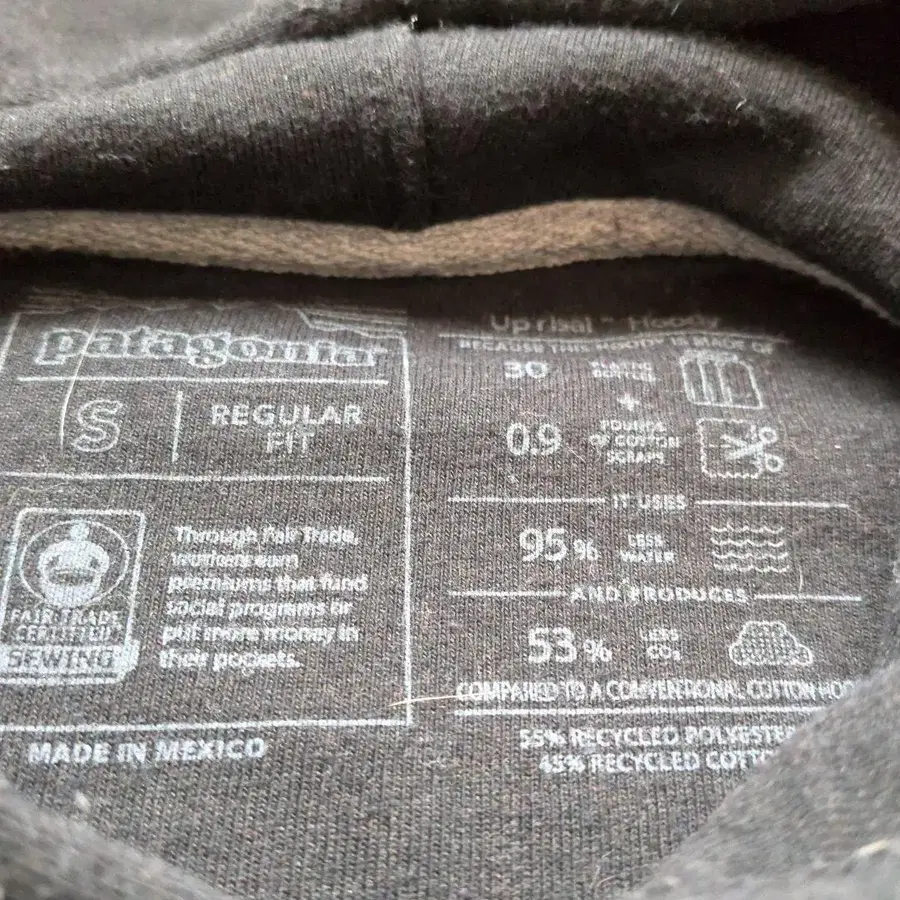 patagonia
S
REGULAR
FIT
FAIR TRADE
CERTIFIED
SEWING
Through Fair Trade,
workers earn
premiums that fund
social programs or
put more money in
their pockets.
MADE IN MEXICO
Uprisal™ Hoody
BECAUSE THIS HOODY IS MADE OF
30 BOTTLES
+
0.9 POUNDS
OF COTTON
SCRAPS
IT USES
95% LESS
WATER
AND PRODUCES
53% LESS
CO₂
COMPARED TO A CONVENTIONAL COTTON HOO
55% RECYCLED POLYESTE
45% RECYCLED COTT